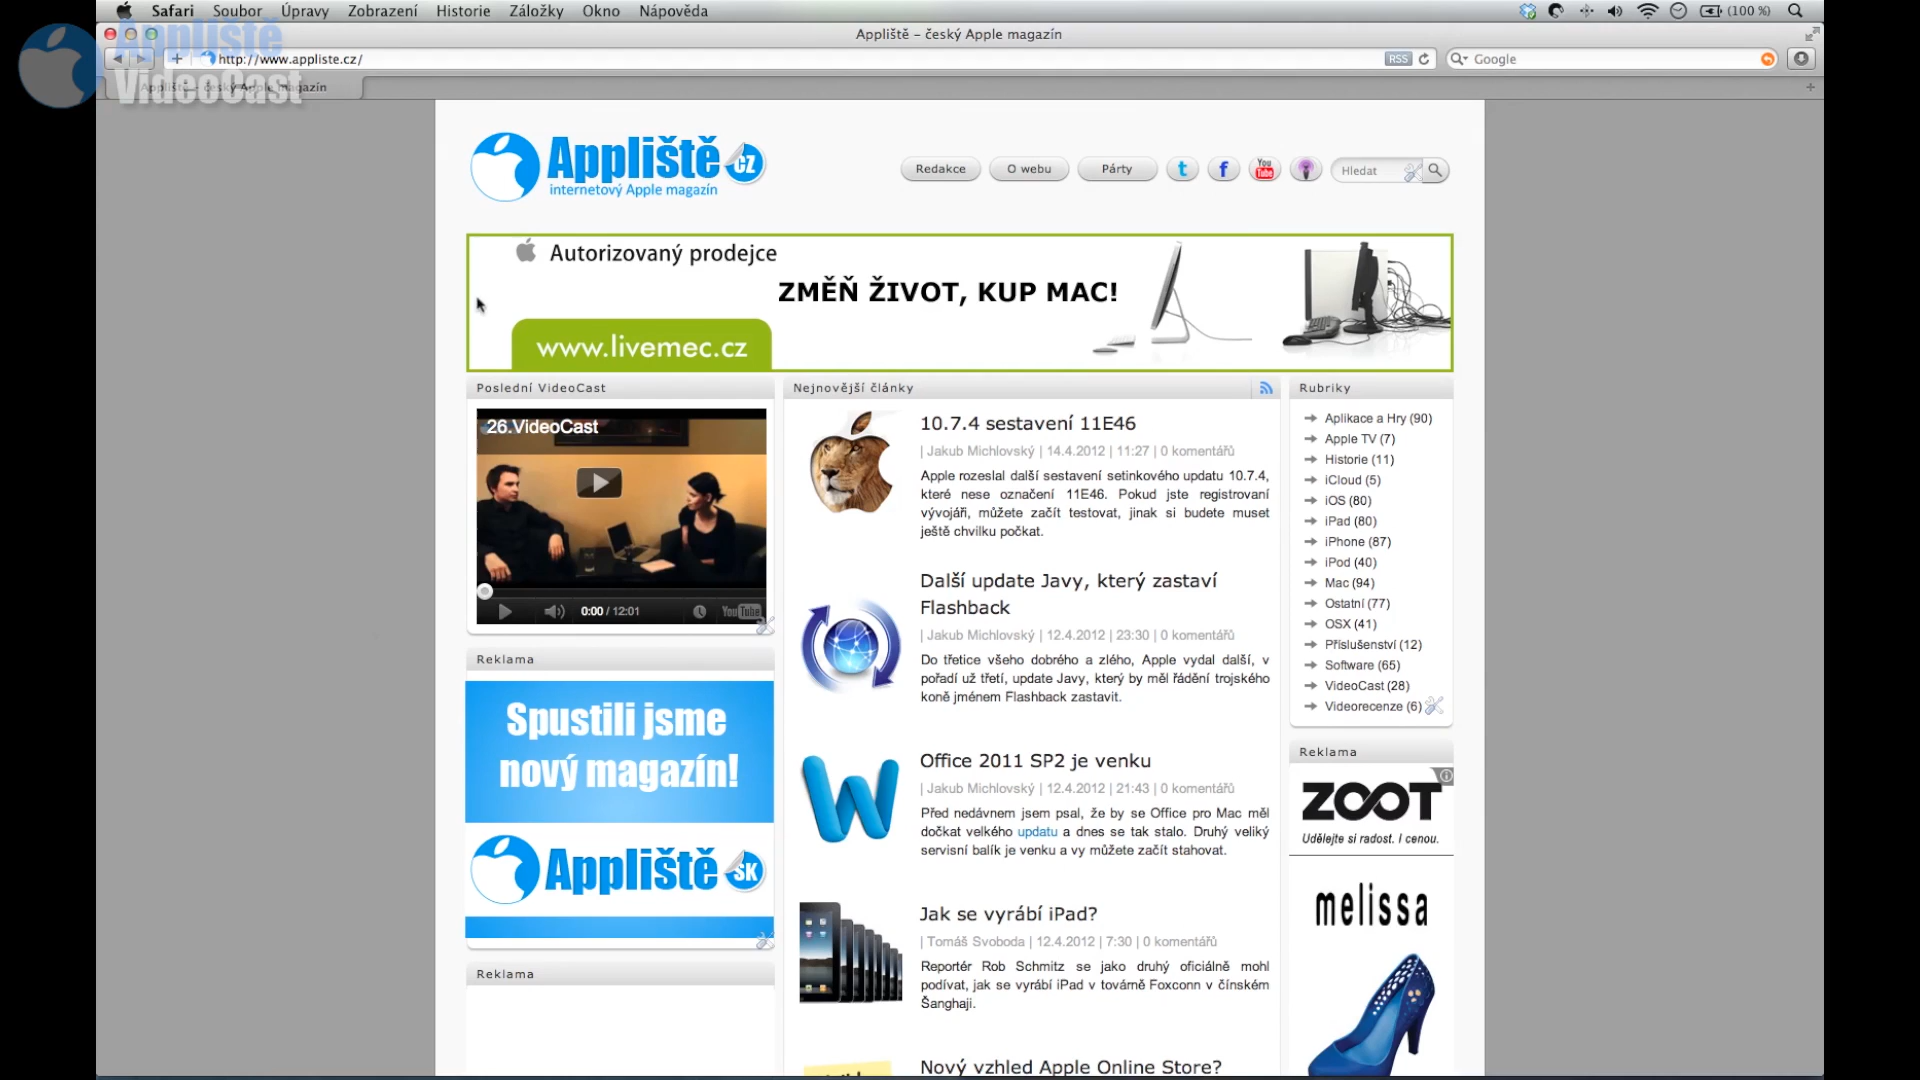 Safari Soubor Úpravy Zobrazení Historie Záložky Okno Nápověda (100 %)
Appliště VideoCast
Appliště – český Apple magazín
http://www.appliste.cz/ RSS Google
Appliště – český Apple magazín
Appliště CZ
internetový Apple magazín
Redakce O webu Párty t f You Tube Hledat
Autorizovaný prodejce
ZMĚŇ ŽIVOT, KUP MAC!
www.livemec.cz
Poslední VideoCast
26.VideoCast
0:00 / 12:01 YouTube
Reklama
Spustili jsme
nový magazín!
Appliště SK
Reklama
Nejnovější články
10.7.4 sestavení 11E46
| Jakub Michlovský | 14.4.2012 | 11:27 | 0 komentářů
Apple rozeslal další sestavení setinkového updatu 10.7.4,
které nese označení 11E46. Pokud jste registrovaní
vývojáři, můžete začít testovat, jinak si budete muset
ještě chvilku počkat.
Další update Javy, který zastaví
Flashback
| Jakub Michlovský | 12.4.2012 | 23:30 | 0 komentářů
Do třetice všeho dobrého a zlého, Apple vydal další, v
pořadí už třetí, update Javy, který by měl řádění trojského
koně jménem Flashback zastavit.
Office 2011 SP2 je venku
| Jakub Michlovský | 12.4.2012 | 21:43 | 0 komentářů
Před nedávnem jsem psal, že by se Office pro Mac měl
dočkat velkého updatu a dnes se tak stalo. Druhý veliký
servisní balík je venku a vy můžete začít stahovat.
Jak se vyrábí iPad?
| Tomáš Svoboda | 12.4.2012 | 7:30 | 0 komentářů
Reportér Rob Schmitz se jako druhý oficiálně mohl
podívat, jak se vyrábí iPad v továrně Foxconn v čínském
Šanghaji.
Nový vzhled Apple Online Store?
Rubriky
Aplikace a Hry (90)
Apple TV (7)
Historie (11)
iCloud (5)
iOS (80)
iPad (80)
iPhone (87)
iPod (40)
Mac (94)
Ostatní (77)
OSX (41)
Příslušenství (12)
Software (65)
VideoCast (28)
Videorecenze (6)
Reklama
ZOOT
Udělejte si radost. I cenou.
melissa